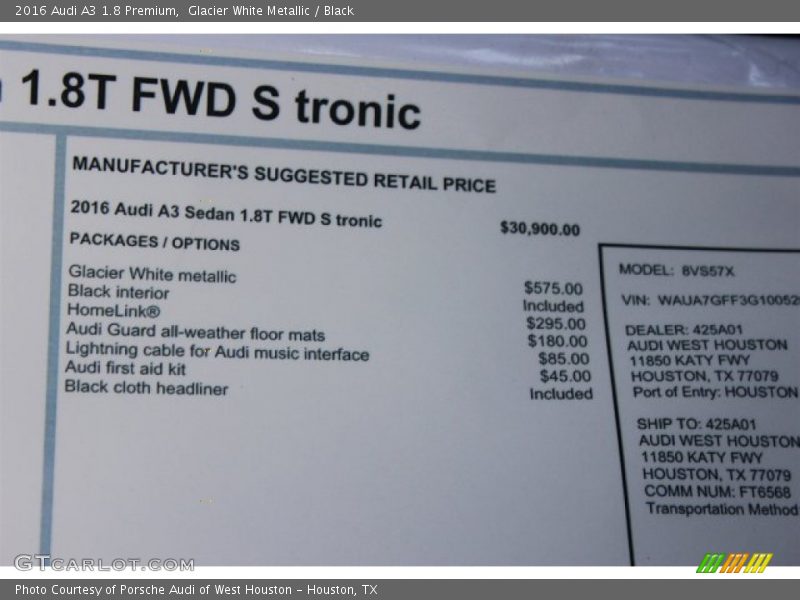 2016 Audi A3 1.8 Premium,  Glacier White Metallic / Black
1.8T FWD S tronic
MANUFACTURER'S SUGGESTED RETAIL PRICE
2016 Audi A3 Sedan 1.8T FWD S tronic $30,900.00
PACKAGES / OPTIONS
Glacier White metallic $575.00
Black interior Included
HomeLink® $295.00
Audi Guard all-weather floor mats $180.00
Lightning cable for Audi music interface $85.00
Audi first aid kit $45.00
Black cloth headliner Included
MODEL: 8VS57X
VIN: WAUA7GFF3G10052
DEALER: 425A01
AUDI WEST HOUSTON
11850 KATY FWY
HOUSTON, TX 77079
Port of Entry: HOUSTON
SHIP TO: 425A01
AUDI WEST HOUSTON
11850 KATY FWY
HOUSTON, TX 77079
COMM NUM: FT6568
Transportation Method
GTCARLOT.COM
Photo Courtesy of Porsche Audi of West Houston - Houston, TX